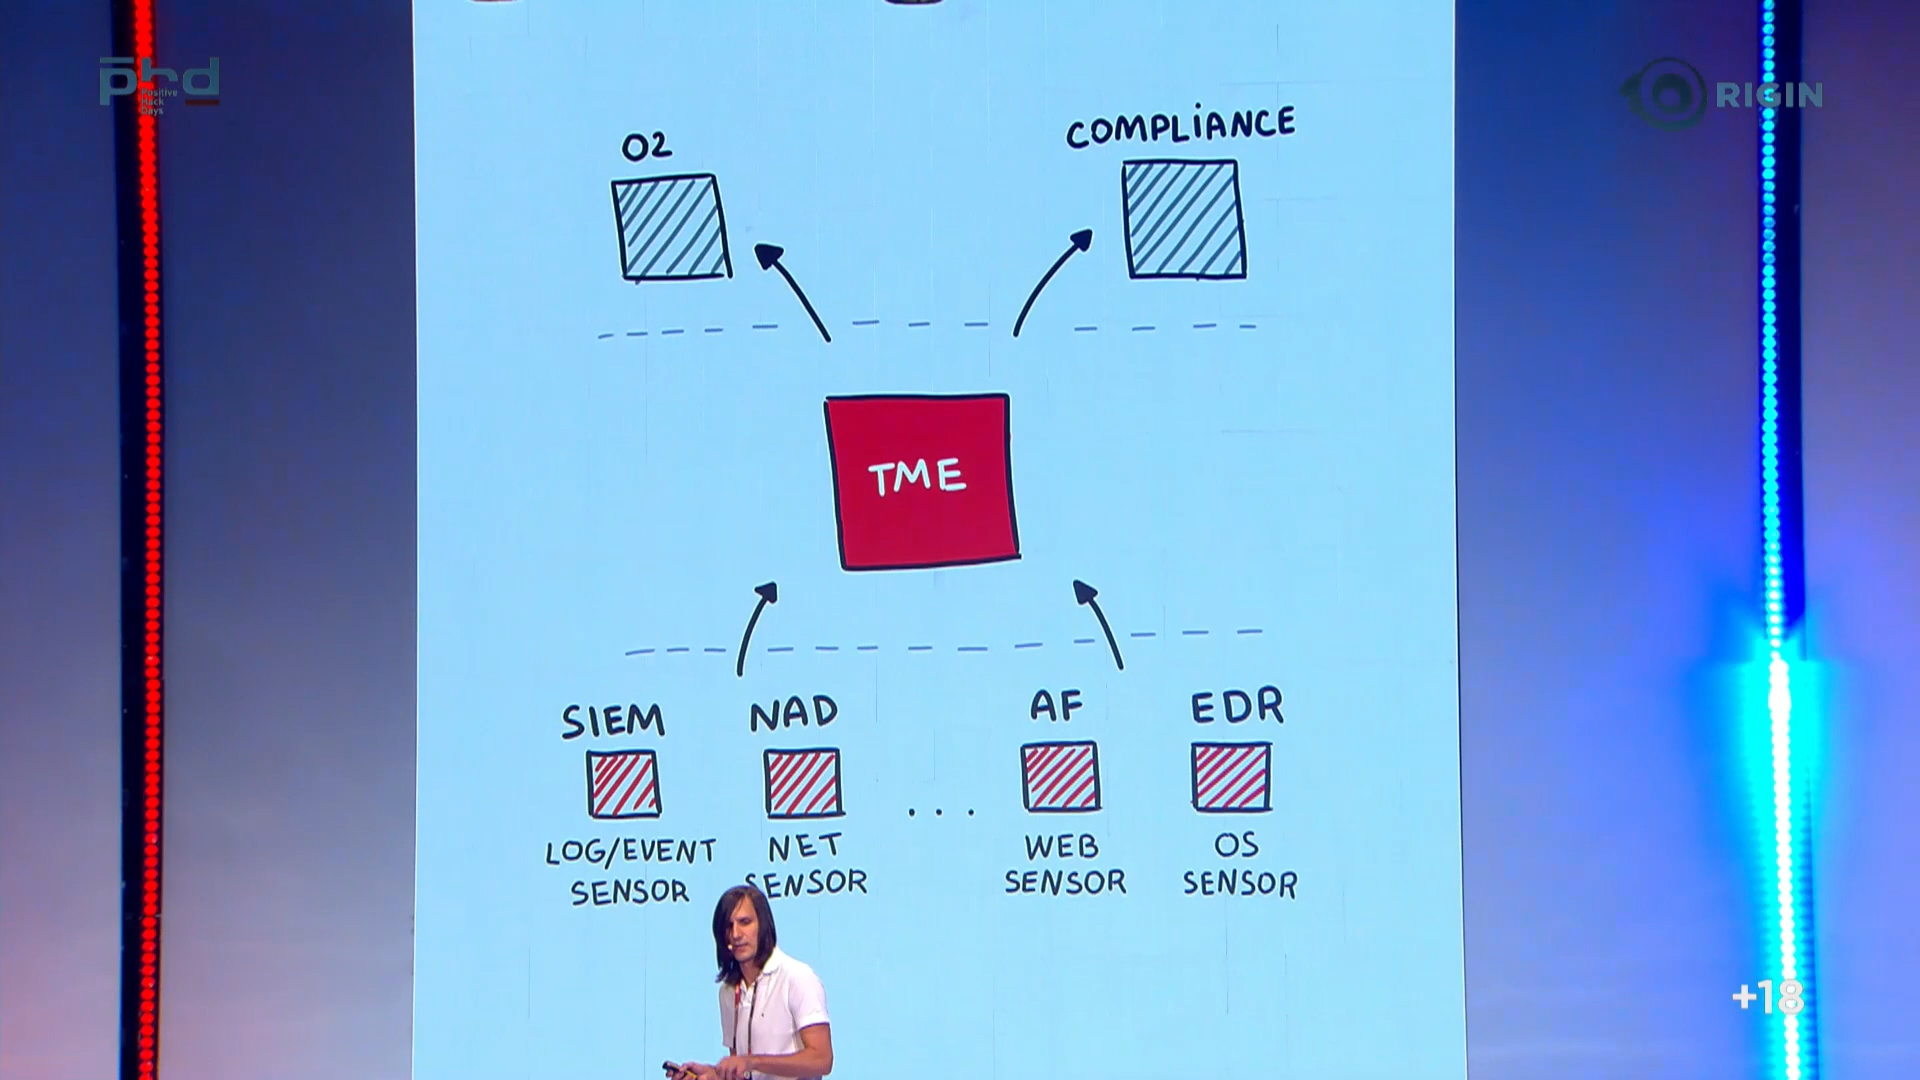 phd
Positive
Hack
Days
ORIGIN
O2
COMPLIANCE
TME
SIEM
NAD
AF
EDR
...
LOG/EVENT
SENSOR
NET
SENSOR
WEB
SENSOR
OS
SENSOR
+18